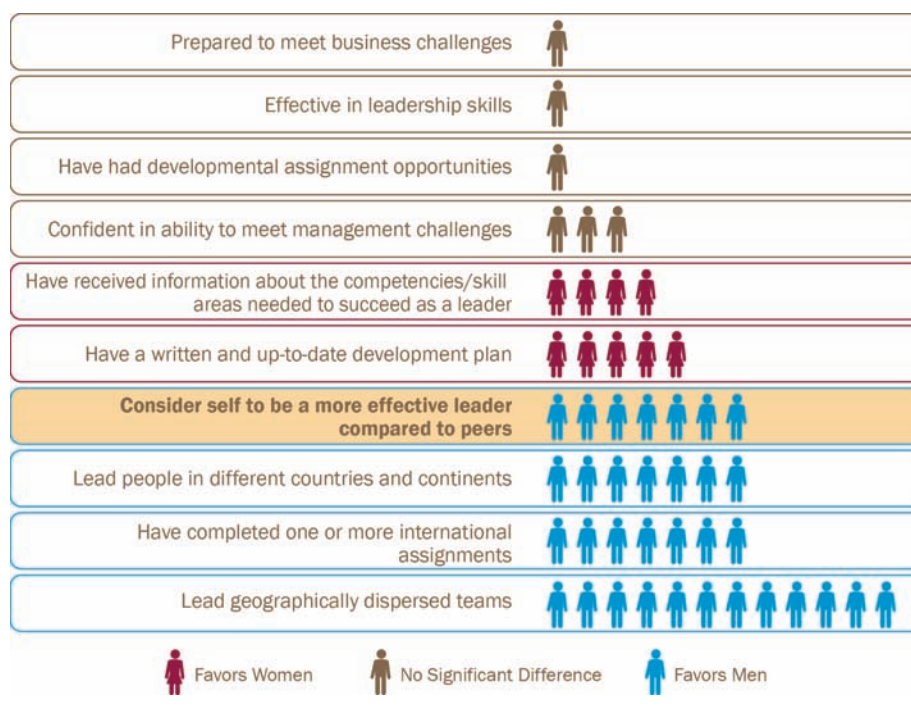 Prepared to meet business challenges
Effective in leadership skills
Have had developmental assignment opportunities
Confident in ability to meet management challenges
Have received information about the competencies/skill
areas needed to succeed as a leader
Have a written and up-to-date development plan
Consider self to be a more effective leader
compared to peers
Lead people in different countries and continents
Have completed one or more international
assignments
Lead geographically dispersed teams
Favors Women
No Significant Difference
Favors Men